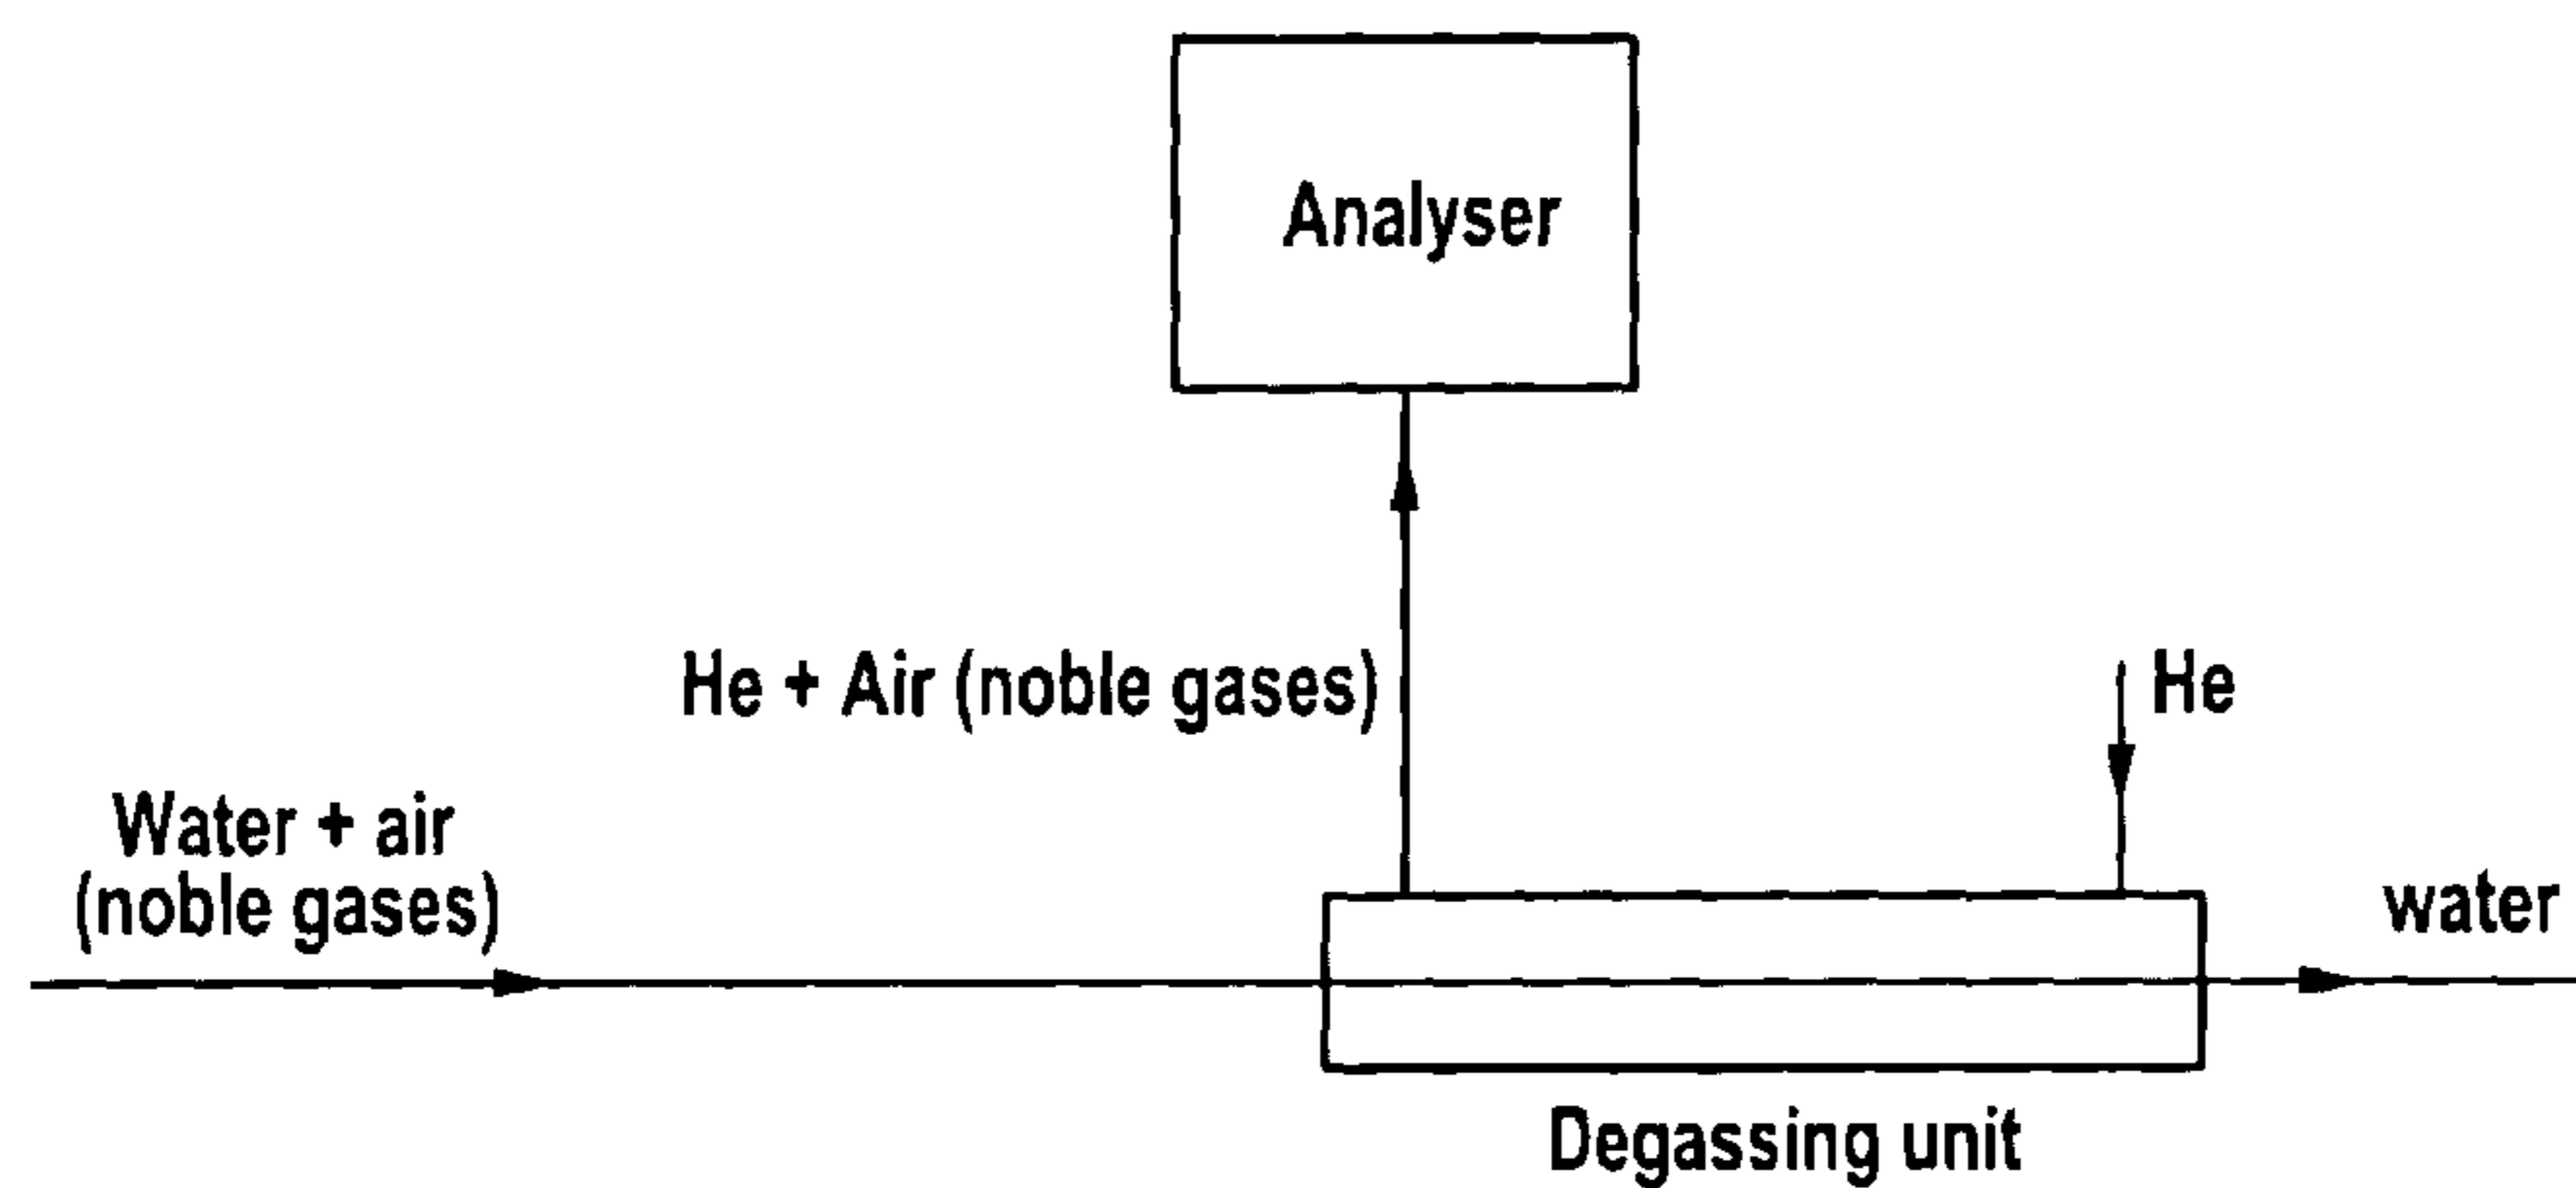 Analyser
He + Air (noble gases)
He
Water + air
(noble gases)
water
Degassing unit